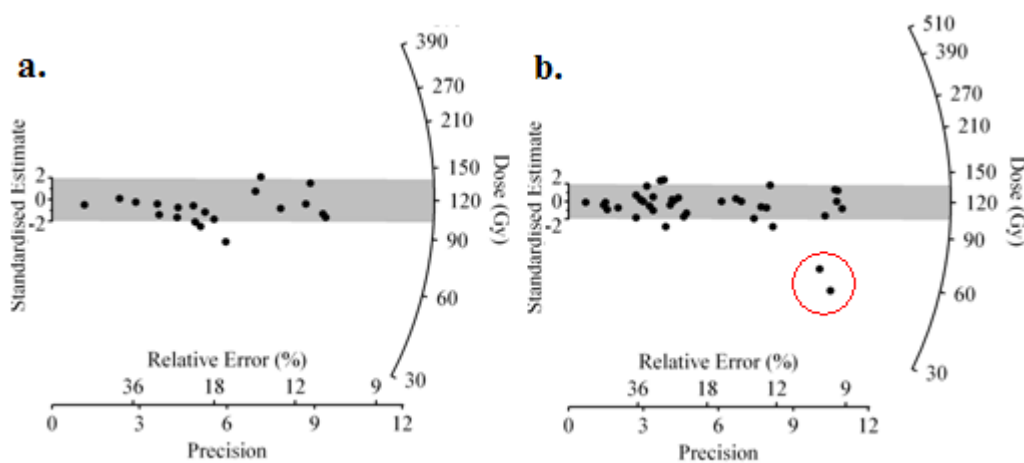 a.
390
270
210
150
120
90
60
30
Dose (Gy)
Standardised Estimate
2
0
-2
Relative Error (%)
36 18 12 9
0 3 6 9 12
Precision
b.
510
390
270
210
150
120
90
60
30
Dose (Gy)
Standardised Estimate
2
0
-2
Relative Error (%)
36 18 12 9
0 3 6 9 12
Precision